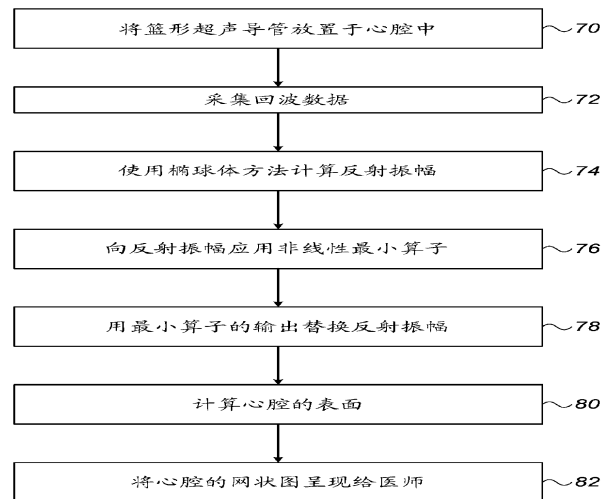 将篮形超声导管放置于心腔中 70
采集回波数据 72
使用椭球体方法计算反射振幅 74
向反射振幅应用非线性最小算子 76
用最小算子的输出替换反射振幅 78
计算心腔的表面 80
将心腔的网状图呈现给医师 82